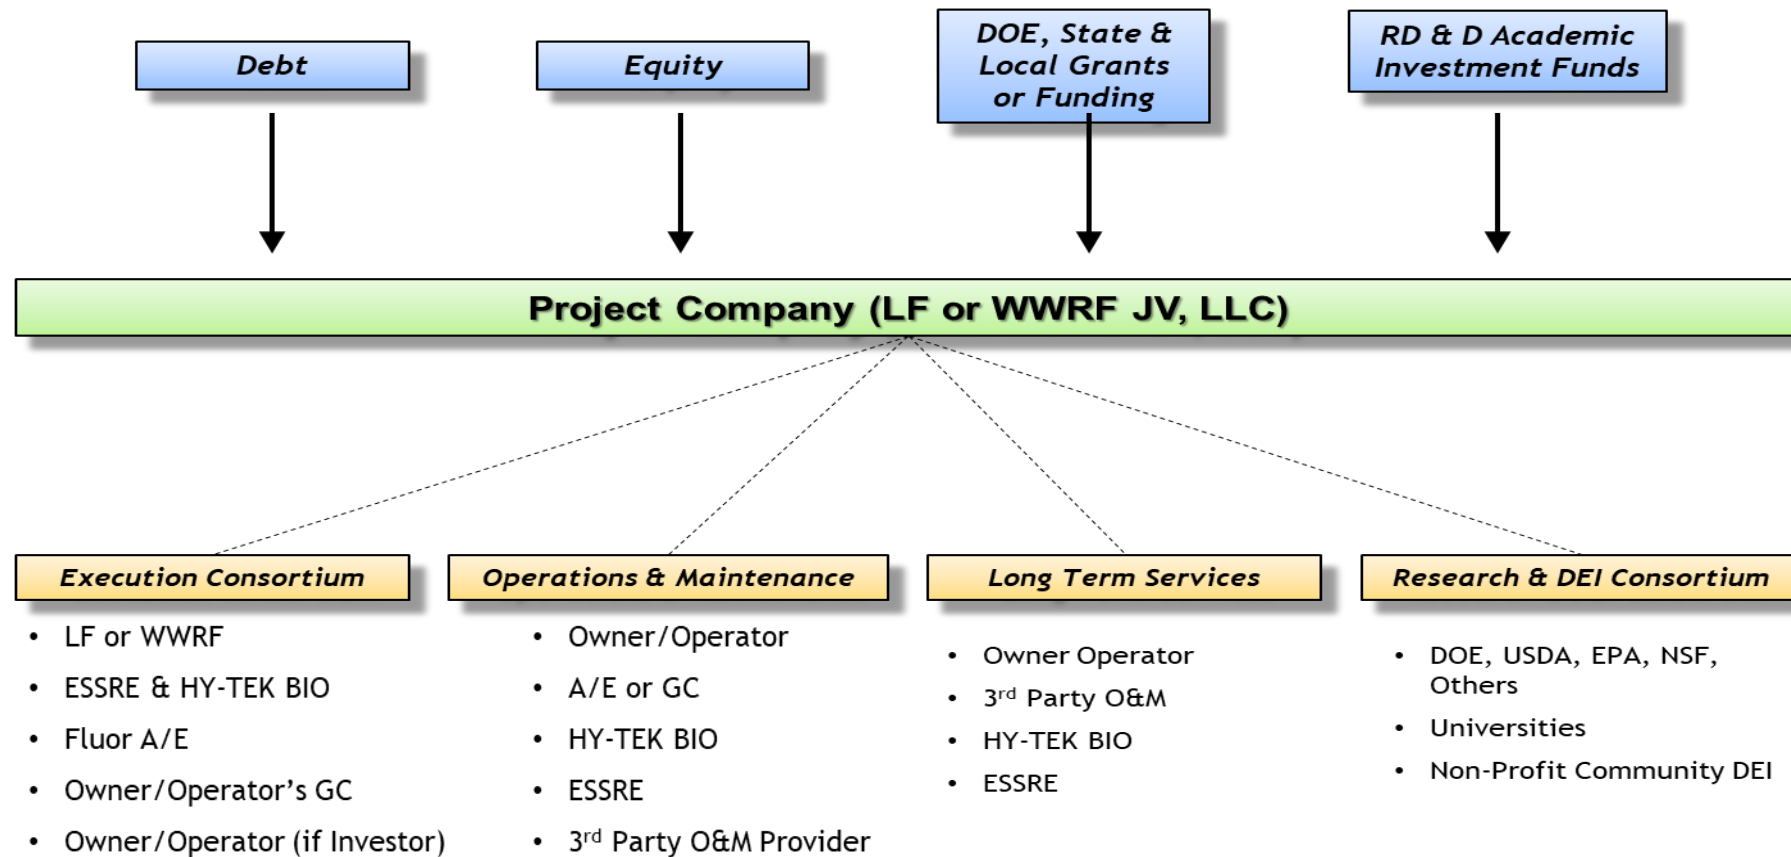 Debt
Equity
DOE, State &
Local Grants
or Funding
RD & D Academic
Investment Funds
Project Company (LF or WWRF JV, LLC)
Execution Consortium
• LF or WWRF
• ESSRE & HY-TEK BIO
• Fluor A/E
• Owner/Operator’s GC
• Owner/Operator (if Investor)
Operations & Maintenance
• Owner/Operator
• A/E or GC
• HY-TEK BIO
• ESSRE
• 3rd Party O&M Provider
Long Term Services
• Owner Operator
• 3rd Party O&M
• HY-TEK BIO
• ESSRE
Research & DEI Consortium
• DOE, USDA, EPA, NSF,
Others
• Universities
• Non-Profit Community DEI